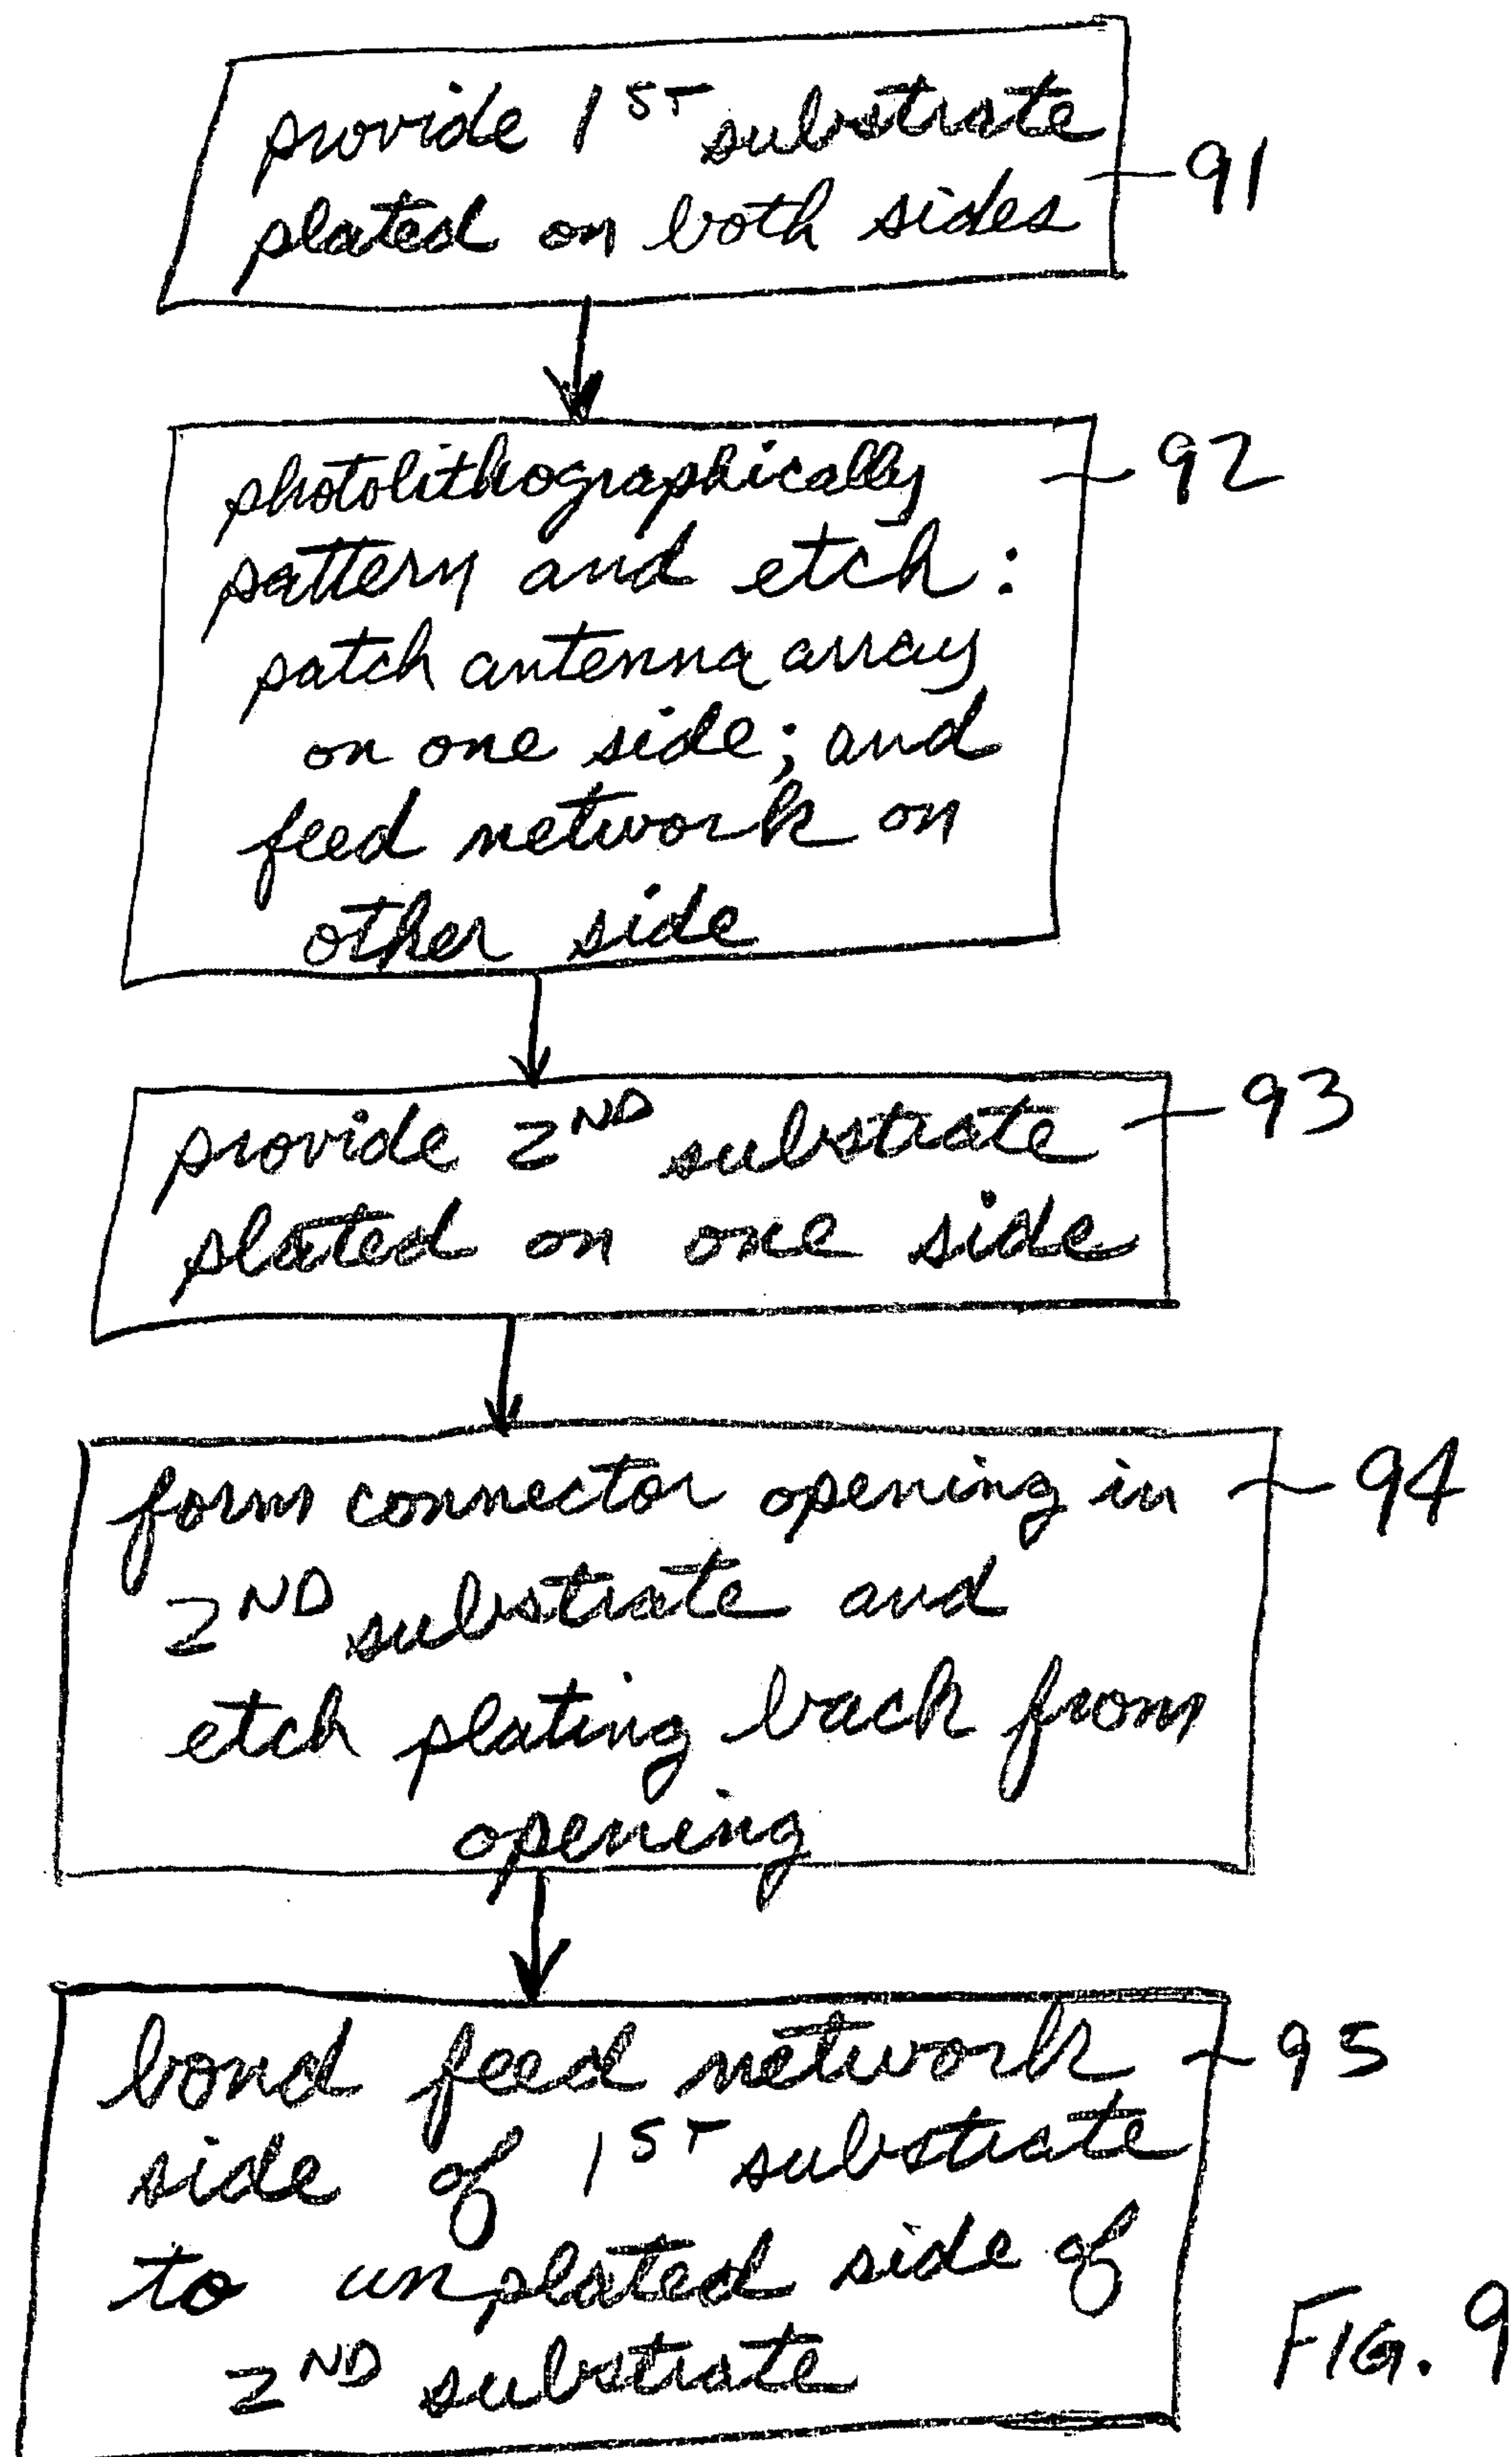 provide 1ST substrate
plated on both sides
91
photolithographically
pattern and etch:
patch antenna array
on one side; and
feed network on
other side
92
provide 2ND substrate
plated on one side
93
form connector opening in
2ND substrate and
etch plating back from
opening
94
bond feed network
side of 1ST substrate
to unplated side of
2ND substrate
95
FIG. 9